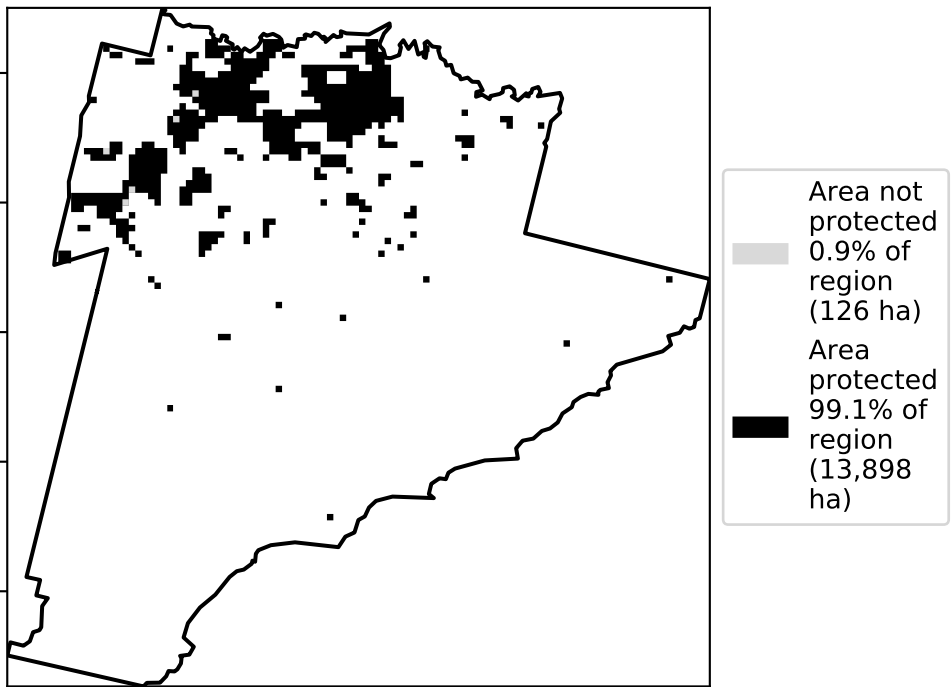 Area not
protected
0.9% of
region
(126 ha)
Area
protected
99.1% of
region
(13,898
ha)